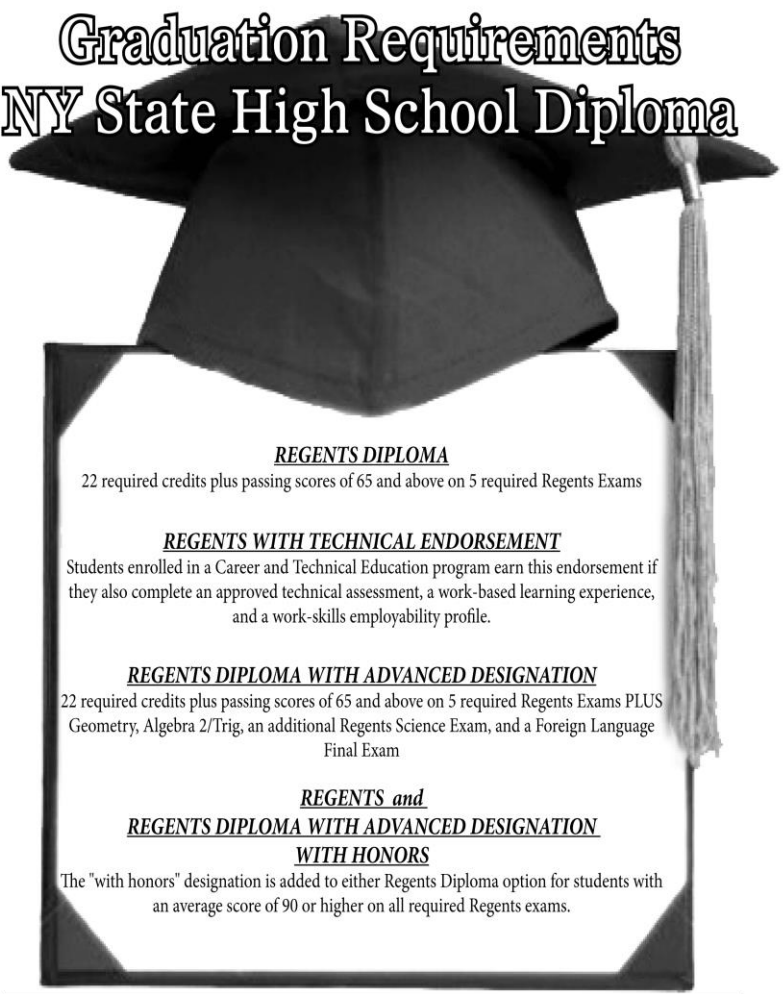 Graduation Requirements
NY State High School Diploma
REGENTS DIPLOMA
22 required credits plus passing scores of 65 and above on 5 required Regents Exams
REGENTS WITH TECHNICAL ENDORSEMENT
Students enrolled in a Career and Technical Education program earn this endorsement if
they also complete an approved technical assessment, a work-based learning experience,
and a work-skills employability profile.
REGENTS DIPLOMA WITH ADVANCED DESIGNATION
22 required credits plus passing scores of 65 and above on 5 required Regents Exams PLUS
Geometry, Algebra 2/Trig, an additional Regents Science Exam, and a Foreign Language
Final Exam
REGENTS and
REGENTS DIPLOMA WITH ADVANCED DESIGNATION
WITH HONORS
The "with honors" designation is added to either Regents Diploma option for students with
an average score of 90 or higher on all required Regents exams.